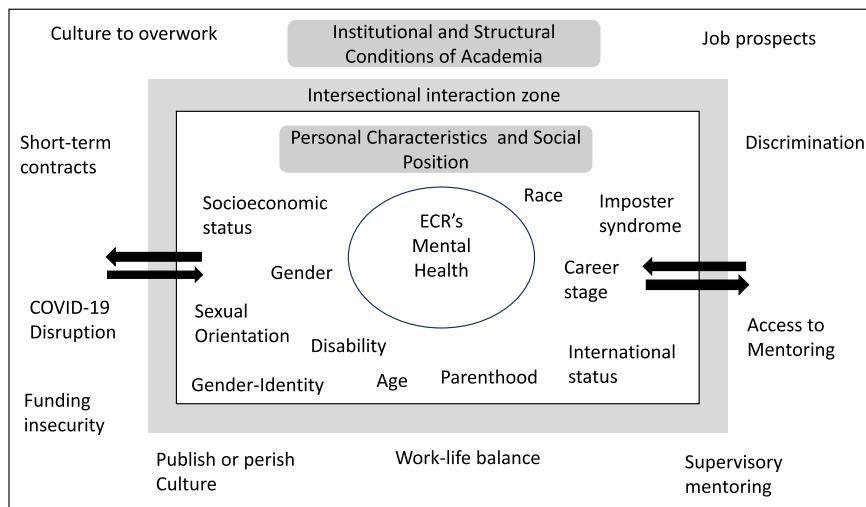 Culture to overwork
Institutional and Structural
Conditions of Academia
Job prospects
Intersectional interaction zone
Short-term
contracts
Personal Characteristics and Social
Position
Discrimination
Socioeconomic
status
ECR's
Mental
Health
Race
Imposter
syndrome
Gender
Career
stage
COVID-19
Disruption
Sexual
Orientation
Disability
Access to
Mentoring
International
status
Gender-Identity
Age
Parenthood
Funding
insecurity
Publish or perish
Culture
Work-life balance
Supervisory
mentoring